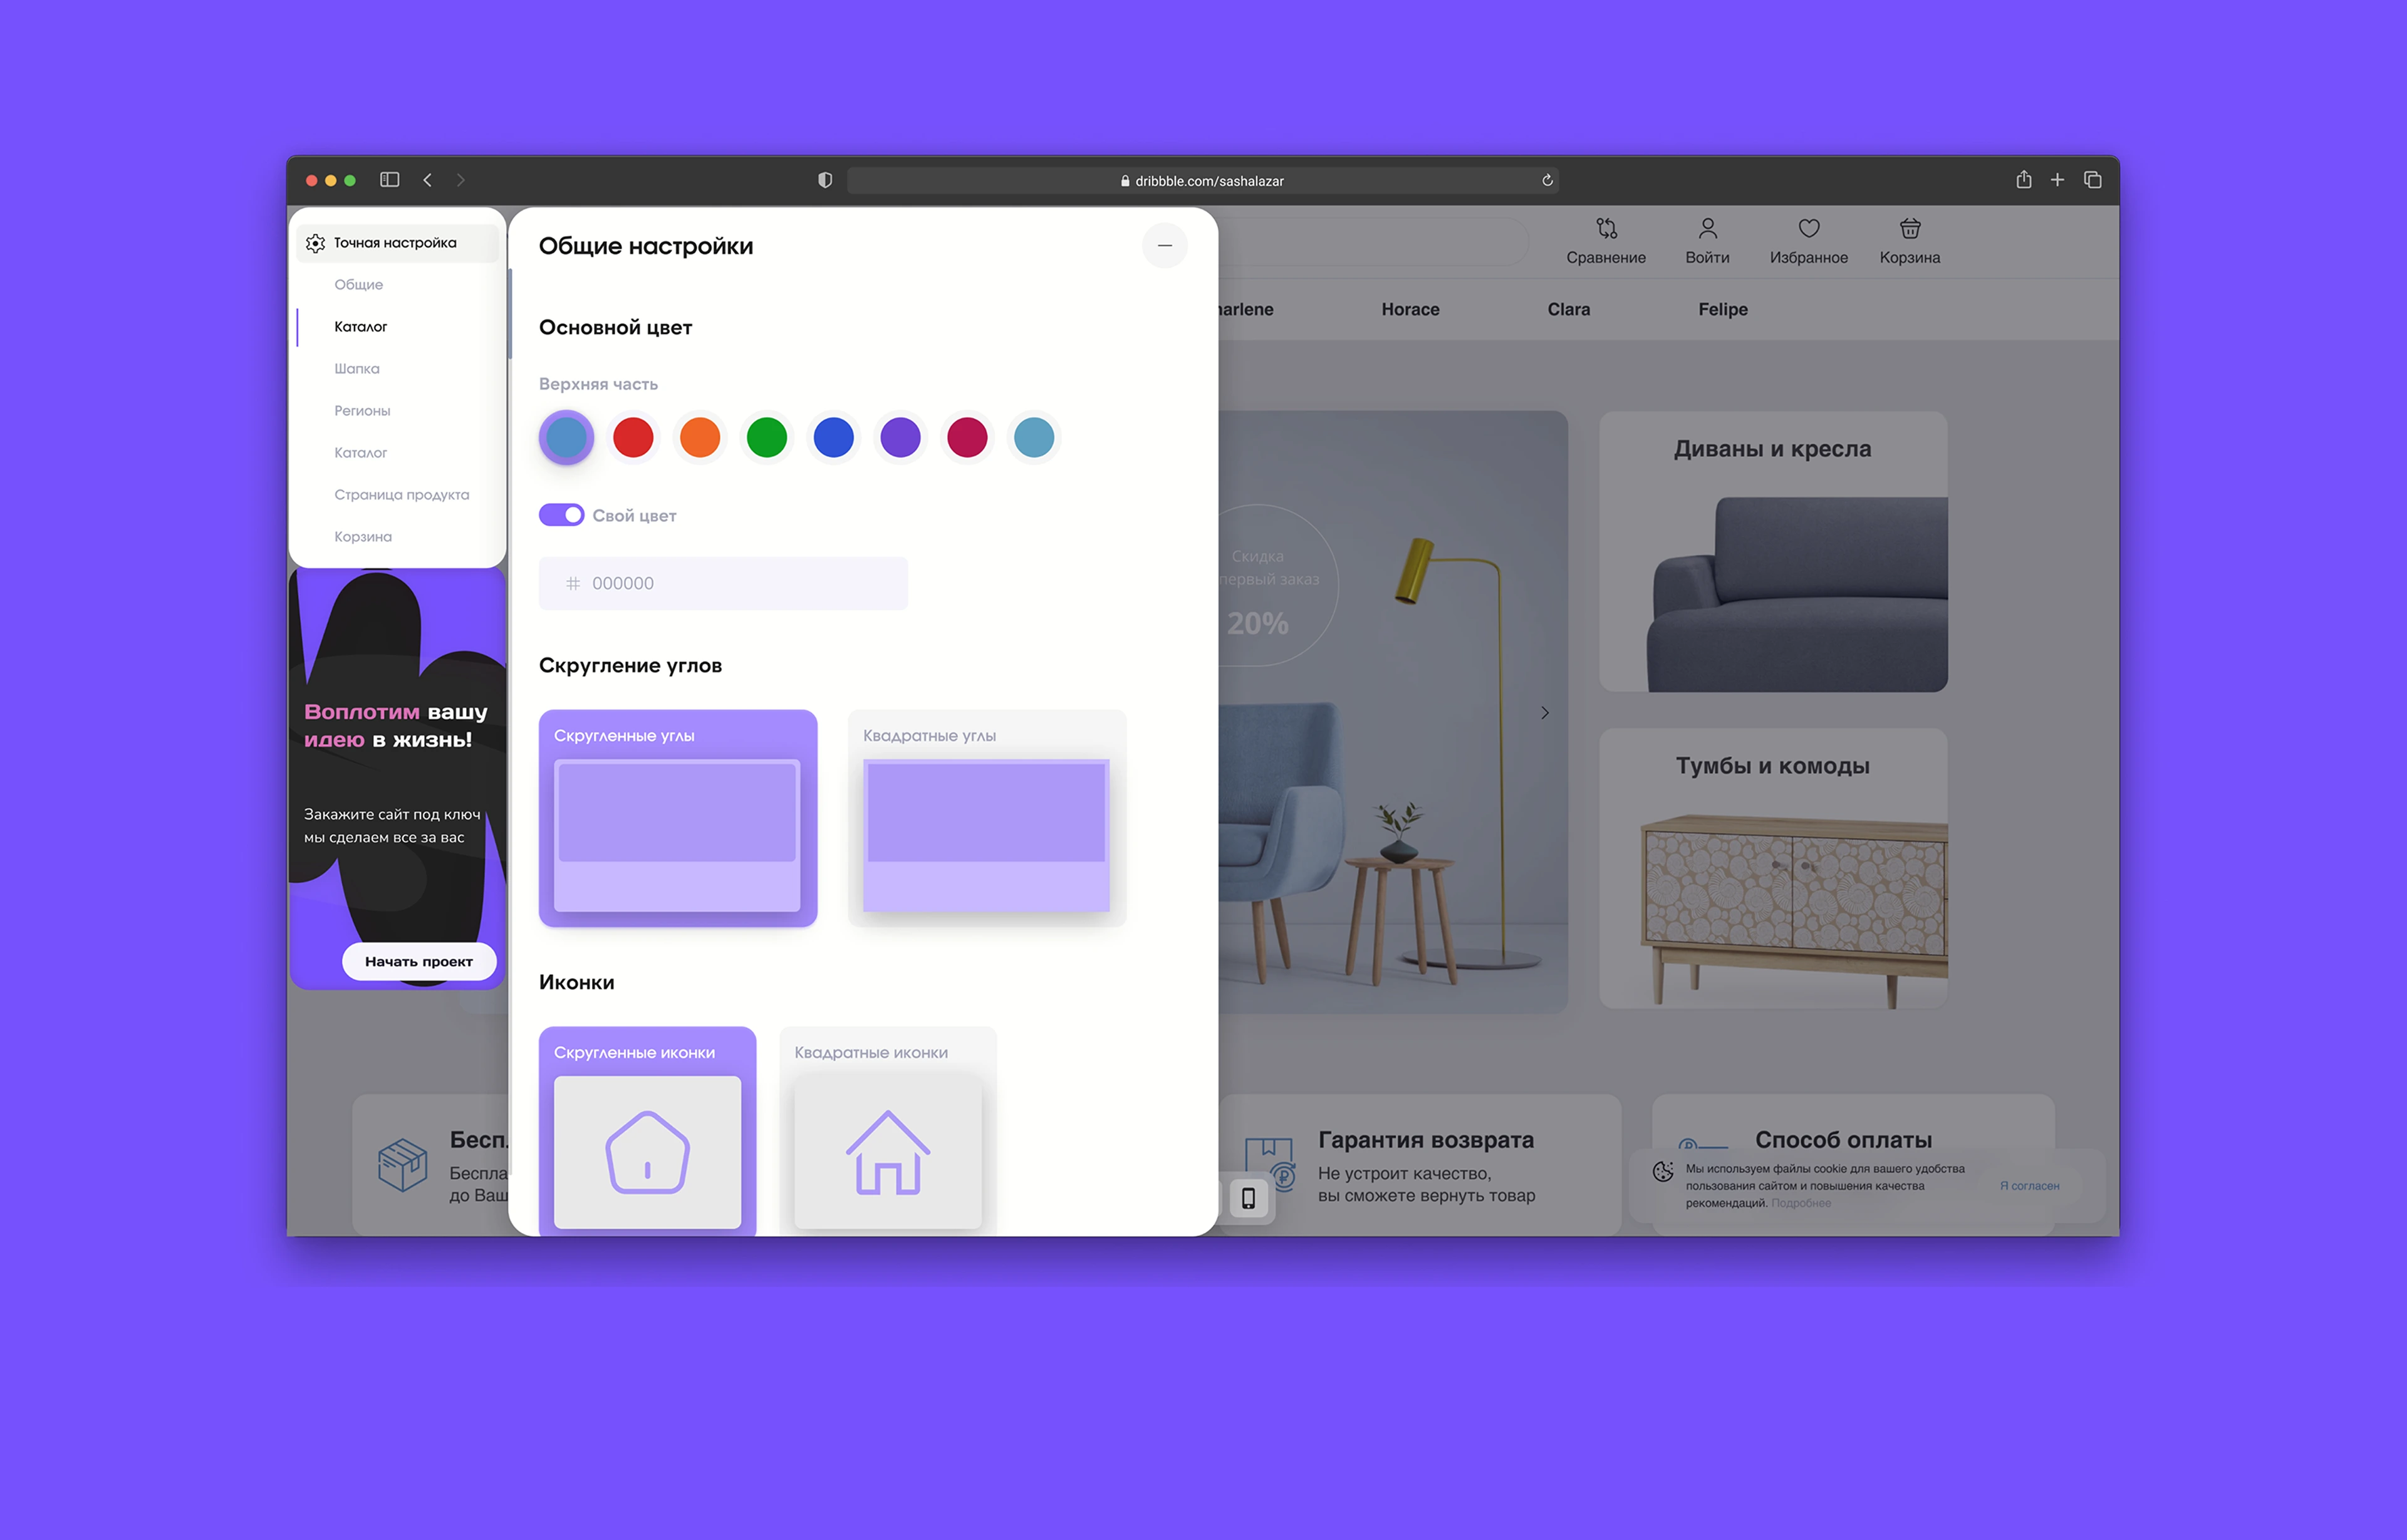 dribbble.com/sashalazar
Точная настройка
Общие
Каталог
Шапка
Регионы
Каталог
Страница продукта
Корзина
Воплотим вашу
идею в жизнь!
Закажите сайт под ключ
мы сделаем все за вас
Начать проект
Общие настройки
Основной цвет
Верхняя часть
Свой цвет
# 000000
Скругление углов
Скругленные углы
Квадратные углы
Иконки
Скругленные иконки
Квадратные иконки
Сравнение
Войти
Избранное
Корзина
Horace
Clara
Felipe
Скидка
первый заказ
20%
Диваны и кресла
Тумбы и комоды
до
Гарантия возврата
Не устроит качество,
вы сможете вернуть товар
Способ оплаты
Мы используем файлы cookie для вашего удобства
пользования сайтом и повышения качества
рекомендаций. Подробнее
Я согласен